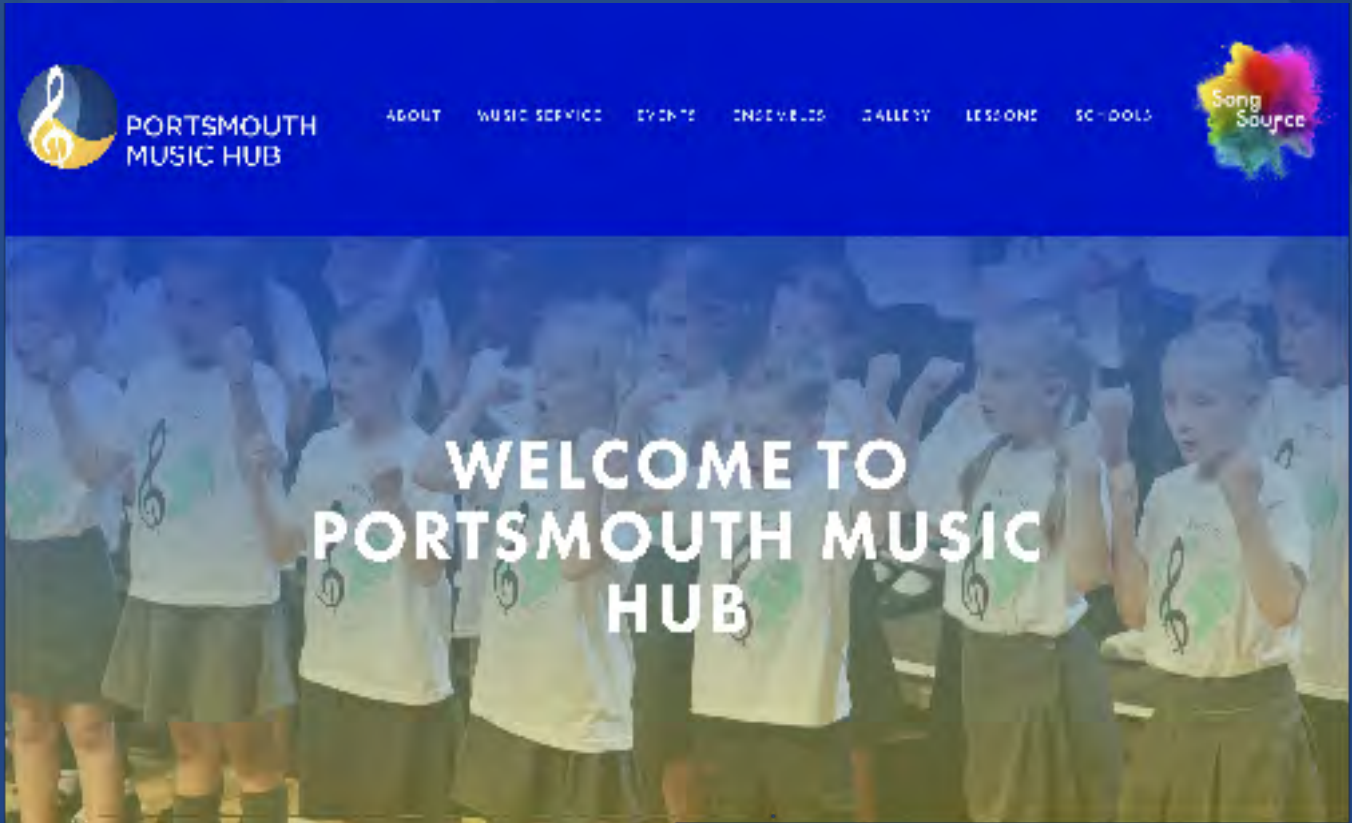 PORTSMOUTH
MUSIC HUB
ABOUT
MUSIC SERVICE
EVENTS
ENSEMBLES
GALLERY
LESSONS
SCHOOLS
Song
Source
WELCOME TO
PORTSMOUTH MUSIC
HUB